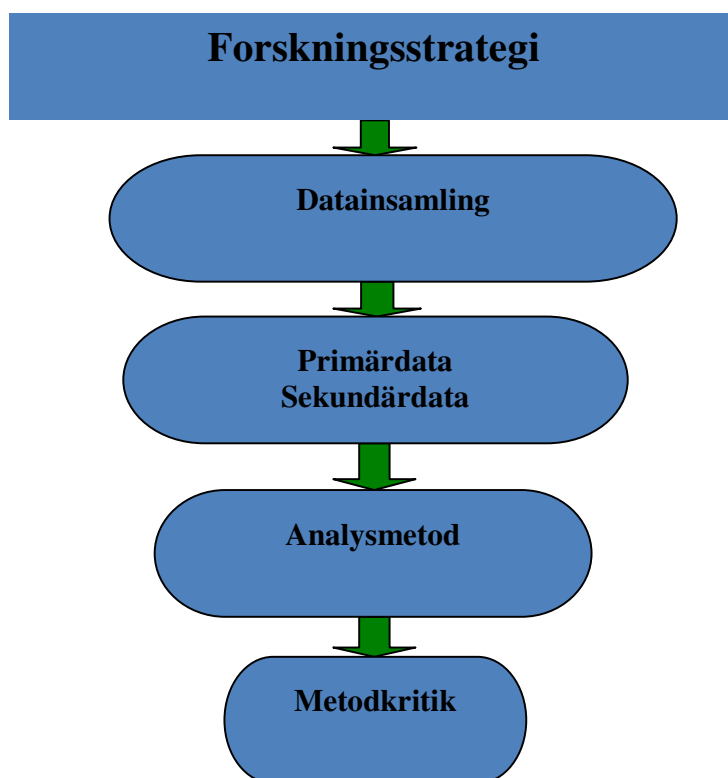 Forskningsstrategi
Datainsamling
Primärdata
Sekundärdata
Analysmetod
Metodkritik